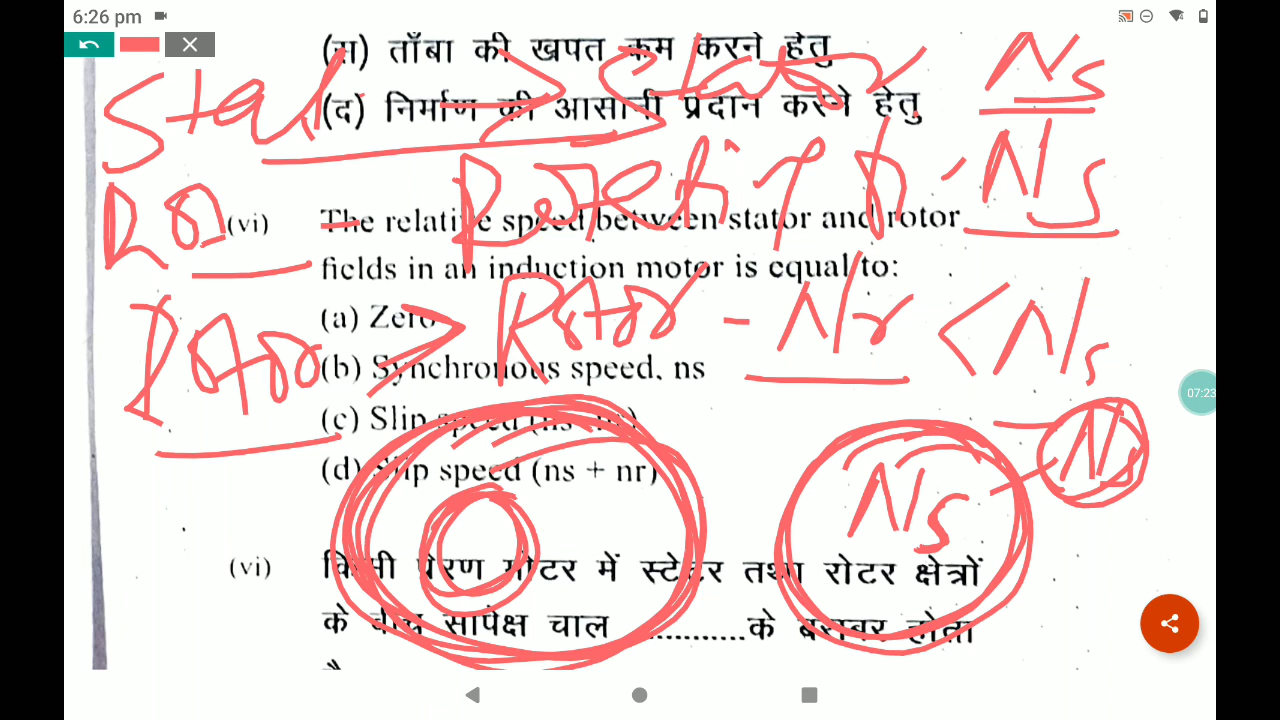 6:26 pm
(स) ताँबा की खपत कम करने हेतु
(द) निर्माण की आसानी प्रदान करने हेतु
Stator Ns
Ns
(vi) The relative speed between stator and rotor
fields in an induction motor is equal to:
(a) Zero
Rotor > Rotor - Nr < Ns
(b) Synchronous speed, ns
(c) Slip speed (ns - nr)
(d) Slip speed (ns + nr)
Ns - N
07:23
(vi) किसी प्रेरण मोटर में स्टेटर तथा रोटर क्षेत्रों
के बीच सापेक्ष चाल ............के बराबर होता